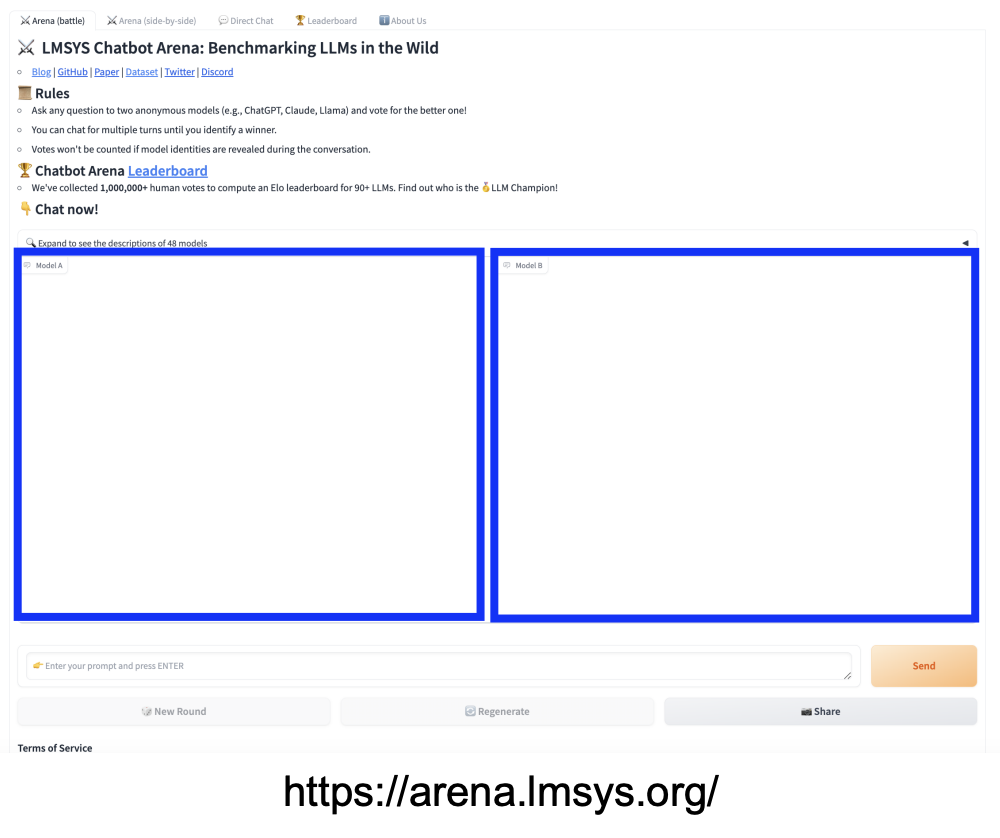 Arena (battle) Arena (side-by-side) Direct Chat Leaderboard About Us
LMSYS Chatbot Arena: Benchmarking LLMs in the Wild
Blog | GitHub | Paper | Dataset | Twitter | Discord
Rules
Ask any question to two anonymous models (e.g., ChatGPT, Claude, Llama) and vote for the better one!
You can chat for multiple turns until you identify a winner.
Votes won't be counted if model identities are revealed during the conversation.
Chatbot Arena Leaderboard
We've collected 1,000,000+ human votes to compute an Elo leaderboard for 90+ LLMs. Find out who is the 🥇LLM Champion!
Chat now!
Expand to see the descriptions of 48 models
Model A Model B
Enter your prompt and press ENTER Send
New Round Regenerate Share
Terms of Service
https://arena.lmsys.org/